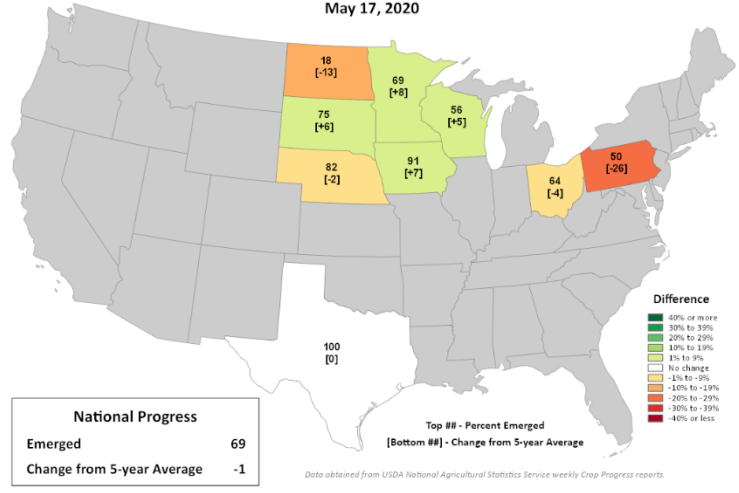 May 17, 2020
18
[-13]
69
[+8]
56
[+5]
75
[+6]
91
[+7]
82
[-2]
64
[-4]
50
[-26]
100
[0]
Difference
40% or more
30% to 39%
20% to 29%
10% to 19%
1% to 9%
No change
-1% to -9%
-10% to -19%
-20% to -29%
-30% to -39%
-40% or less
National Progress
Emerged 69
Change from 5-year Average -1
Top ## - Percent Emerged
[Bottom ##] - Change from 5-year Average
Data obtained from USDA National Agricultural Statistics Service weekly Crop Progress reports.